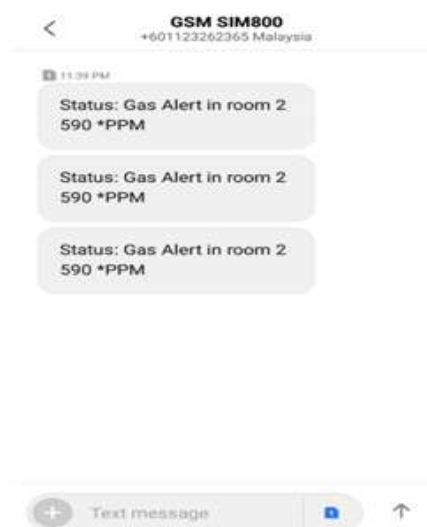 GSM SIM800
+601123262365 Malaysia
11:39 PM
Status: Gas Alert in room 2
590 *PPM
Status: Gas Alert in room 2
590 *PPM
Status: Gas Alert in room 2
590 *PPM
Text message